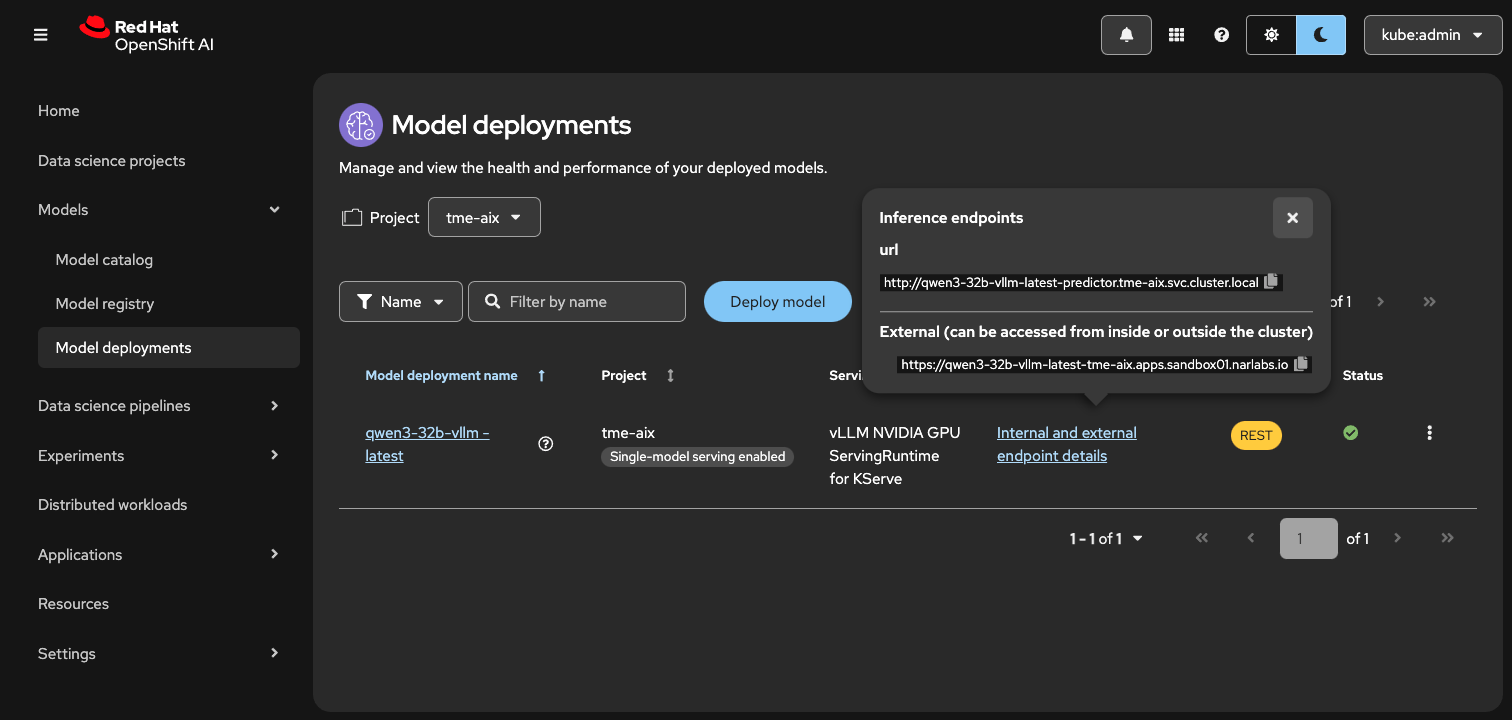 Red Hat
OpenShift AI
kube:admin
Home
Data science projects
Models
Model catalog
Model registry
Model deployments
Data science pipelines
Experiments
Distributed workloads
Applications
Resources
Settings
Model deployments
Manage and view the health and performance of your deployed models.
Project tme-aix
Inference endpoints
url
http://qwen3-32b-vllm-latest-predictor.tme-aix.svc.cluster.local
External (can be accessed from inside or outside the cluster)
https://qwen3-32b-vllm-latest-tme-aix.apps.sandbox01.narlabs.io
Name Filter by name Deploy model of 1
Model deployment name Project Servi Status
qwen3-32b-vllm -
latest
tme-aix
Single-model serving enabled
vLLM NVIDIA GPU
ServingRuntime
for KServe
Internal and external
endpoint details
REST
1 - 1 of 1 1 of 1